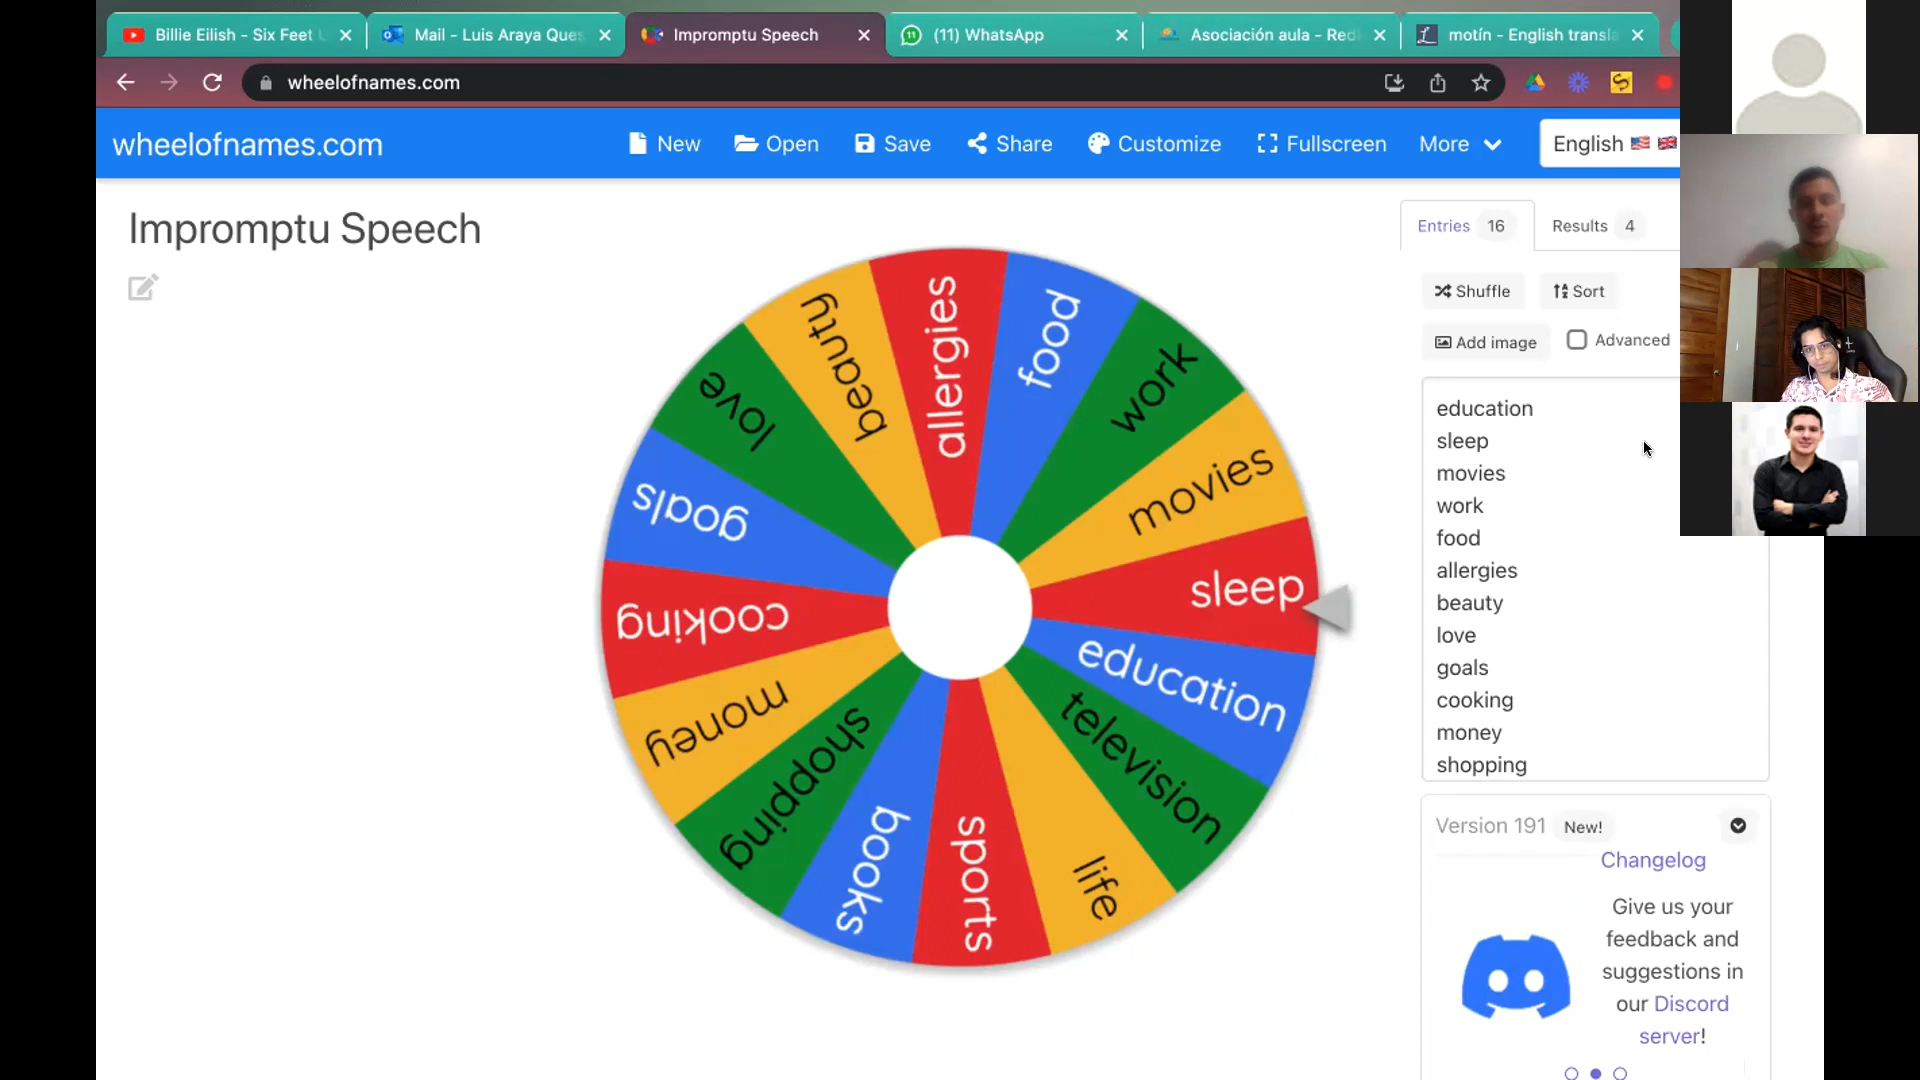 Billie Eilish - Six Feet U
Mail - Luis Araya Ques
Impromptu Speech
(11) WhatsApp
Asociación aula - Red
motín - English transla
wheelofnames.com
wheelofnames.com
New
Open
Save
Share
Customize
Fullscreen
More
English
Impromptu Speech
Entries 16
Results 4
Shuffle
Sort
Add image
Advanced
education
sleep
movies
work
food
allergies
beauty
love
goals
cooking
money
shopping
allergies
food
work
movies
sleep
education
television
life
sports
books
shopping
money
cooking
goals
love
beauty
Version 191 New!
Changelog
Give us your
feedback and
suggestions in
our Discord
server!